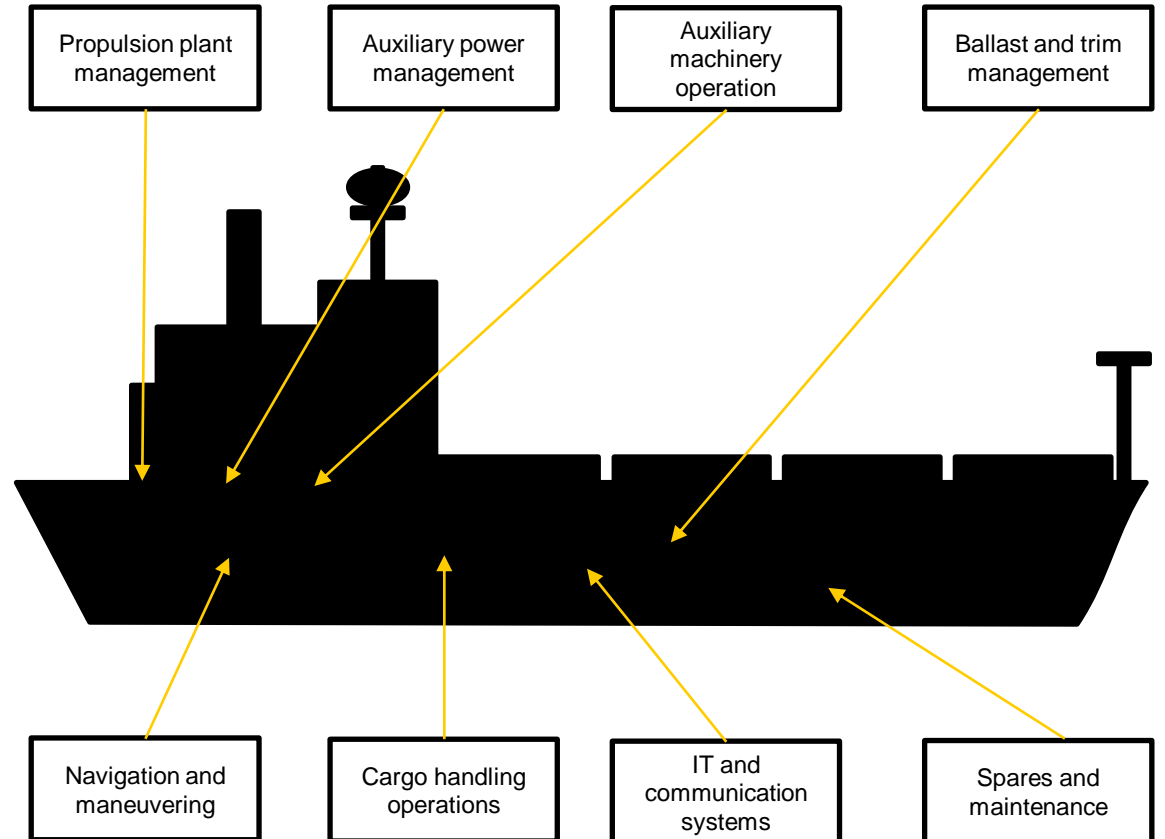 Propulsion plant
management
Auxiliary power
management
Auxiliary
machinery
operation
Ballast and trim
management
Navigation and
maneuvering
Cargo handling
operations
IT and
communication
systems
Spares and
maintenance